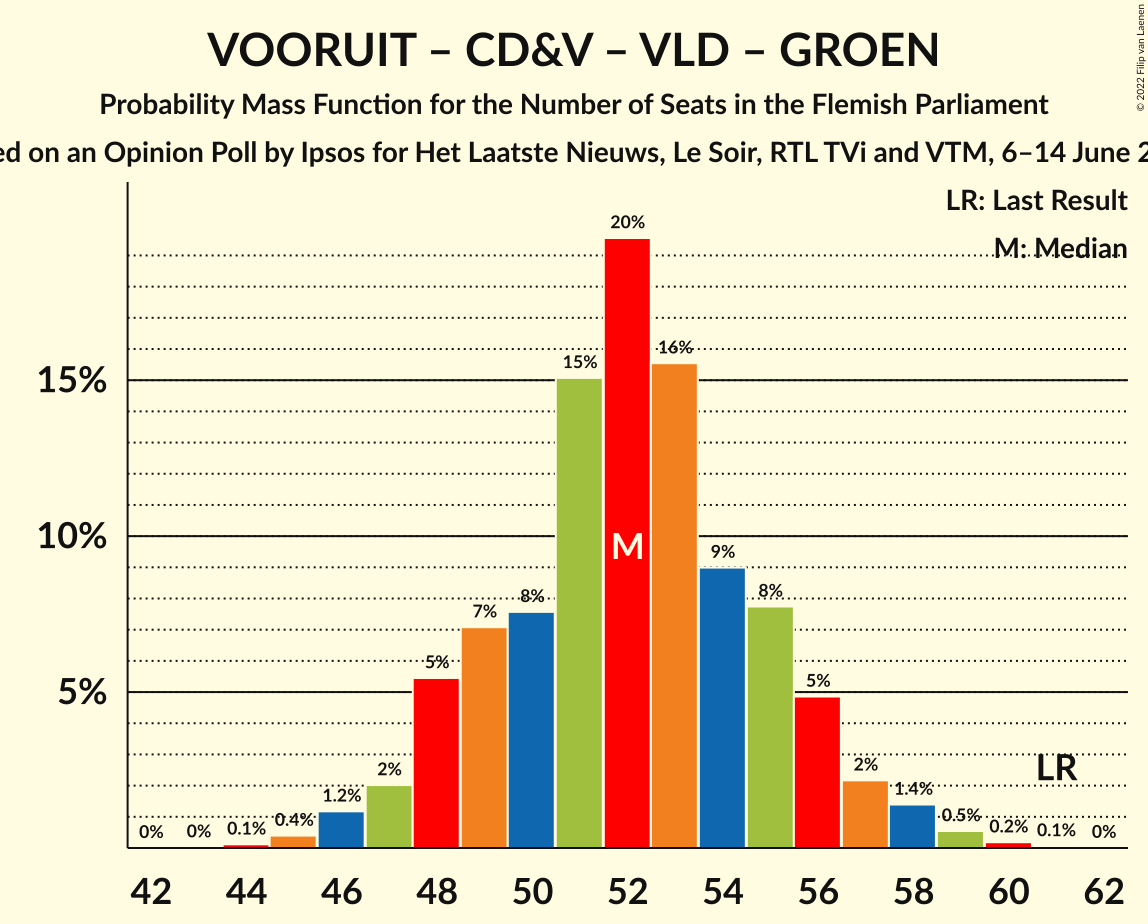 VOORUIT – CD&V – VLD – GROEN
Probability Mass Function for the Number of Seats in the Flemish Parliament
on an Opinion Poll by Ipsos for Het Laatste Nieuws, Le Soir, RTL TVi and VTM, 6–14 June
© 2022 Filip van Laenen
LR: Last Result
M: Median
20%
16%
15%
15%
10%
M
9%
8%
8%
7%
5%
5%
5%
LR
2%
2%
1.4%
1.2%
0.5%
0.4%
0.2%
0.1%
0.1%
0%
0%
0%
42 44 46 48 50 52 54 56 58 60 62